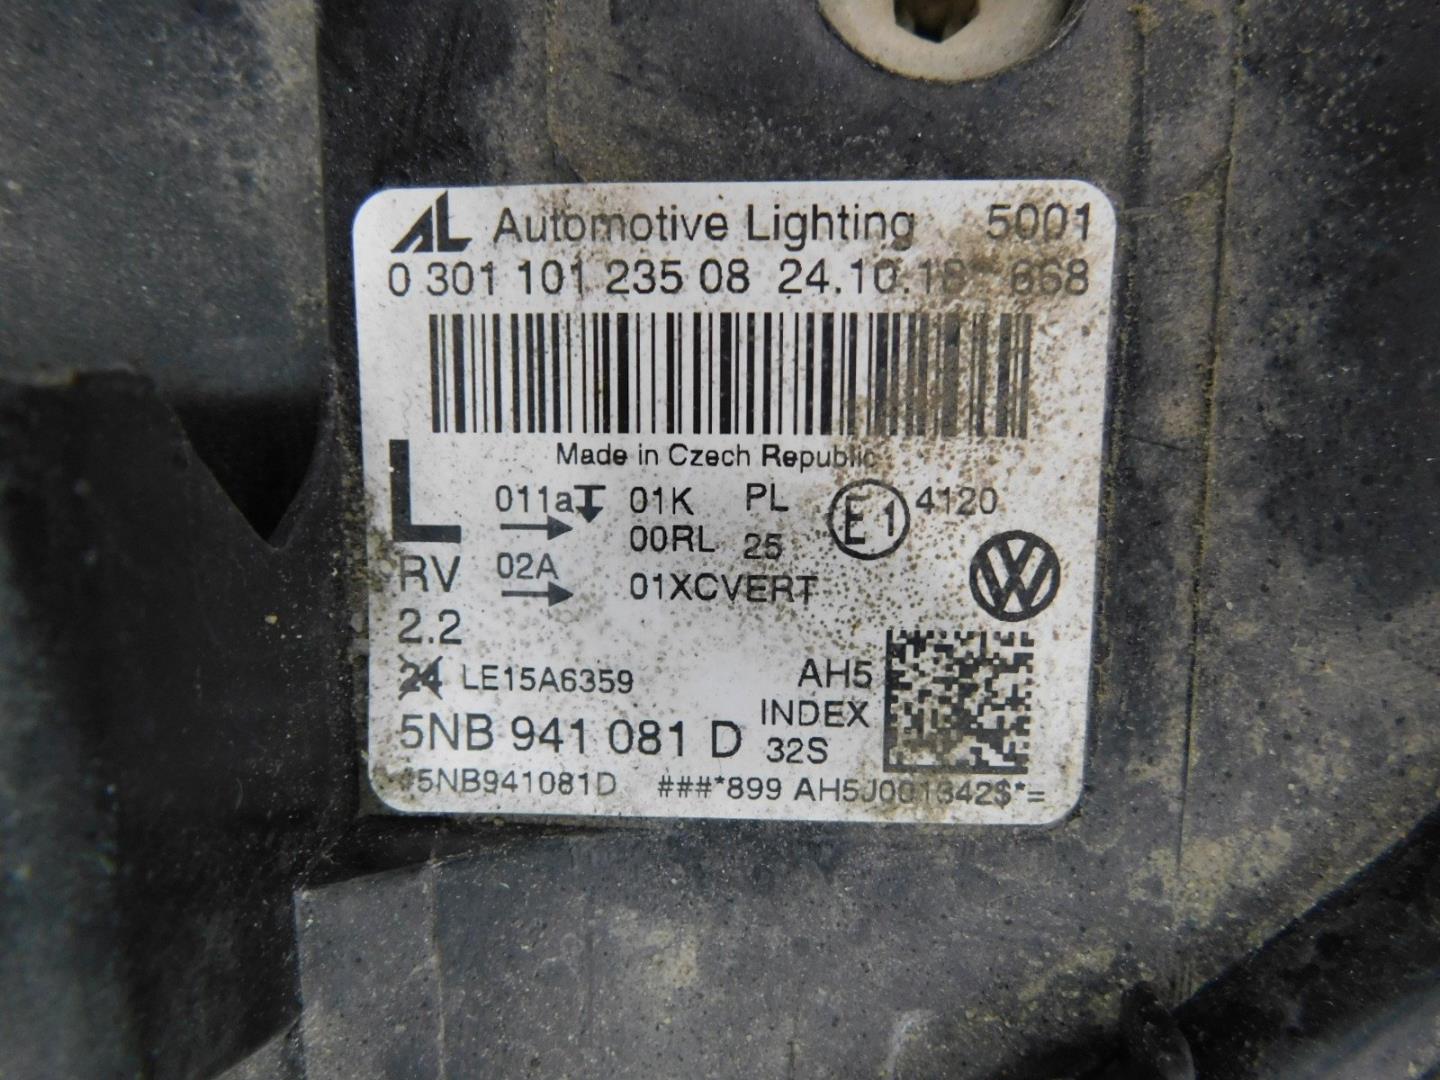 AL Automotive Lighting 5001
0 301 101 235 08 24.10.18 668
Made in Czech Republic
L 011a 01K PL E1 4120
00RL 25
RV 02A 01XCVERT
2.2
24 LE15A6359 AH5
5NB 941 081 D INDEX
32S
#5NB941081D ###*899 AH5J001342$*=